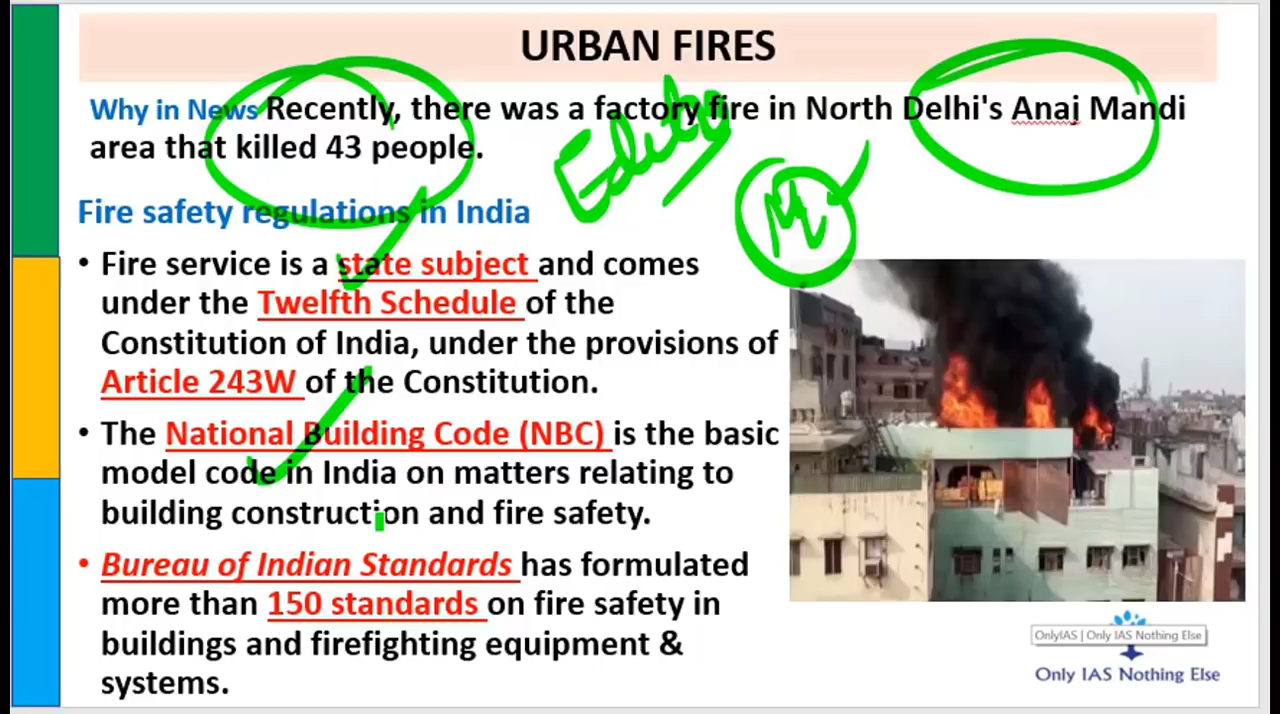 URBAN FIRES
Why in News Recently, there was a factory fire in North Delhi's Anaj Mandi
area that killed 43 people.
Fire safety regulations in India
• Fire service is a state subject and comes
under the Twelfth Schedule of the
Constitution of India, under the provisions of
Article 243W of the Constitution.
• The National Building Code (NBC) is the basic
model code in India on matters relating to
building construction and fire safety.
• Bureau of Indian Standards has formulated
more than 150 standards on fire safety in
buildings and firefighting equipment &
systems.
OnlyIAS | Only IAS Nothing Else
Only IAS Nothing Else